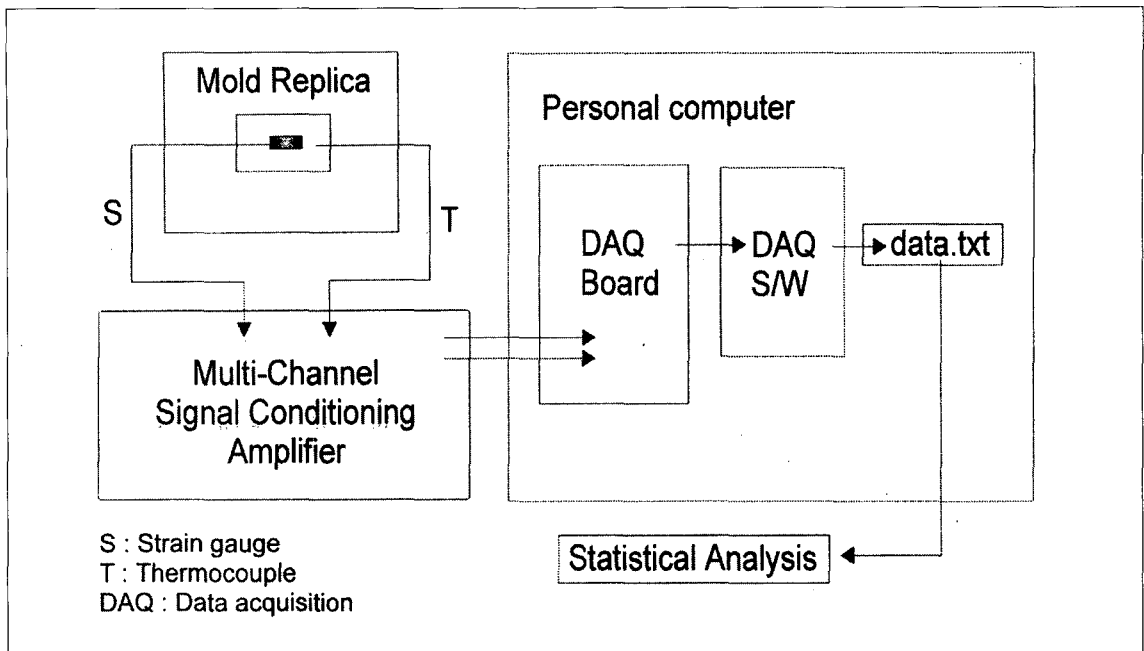 Mold Replica
S
T
Multi-Channel
Signal Conditioning
Amplifier
Personal computer
DAQ
Board
DAQ
S/W
data.txt
Statistical Analysis
S : Strain gauge
T : Thermocouple
DAQ : Data acquisition